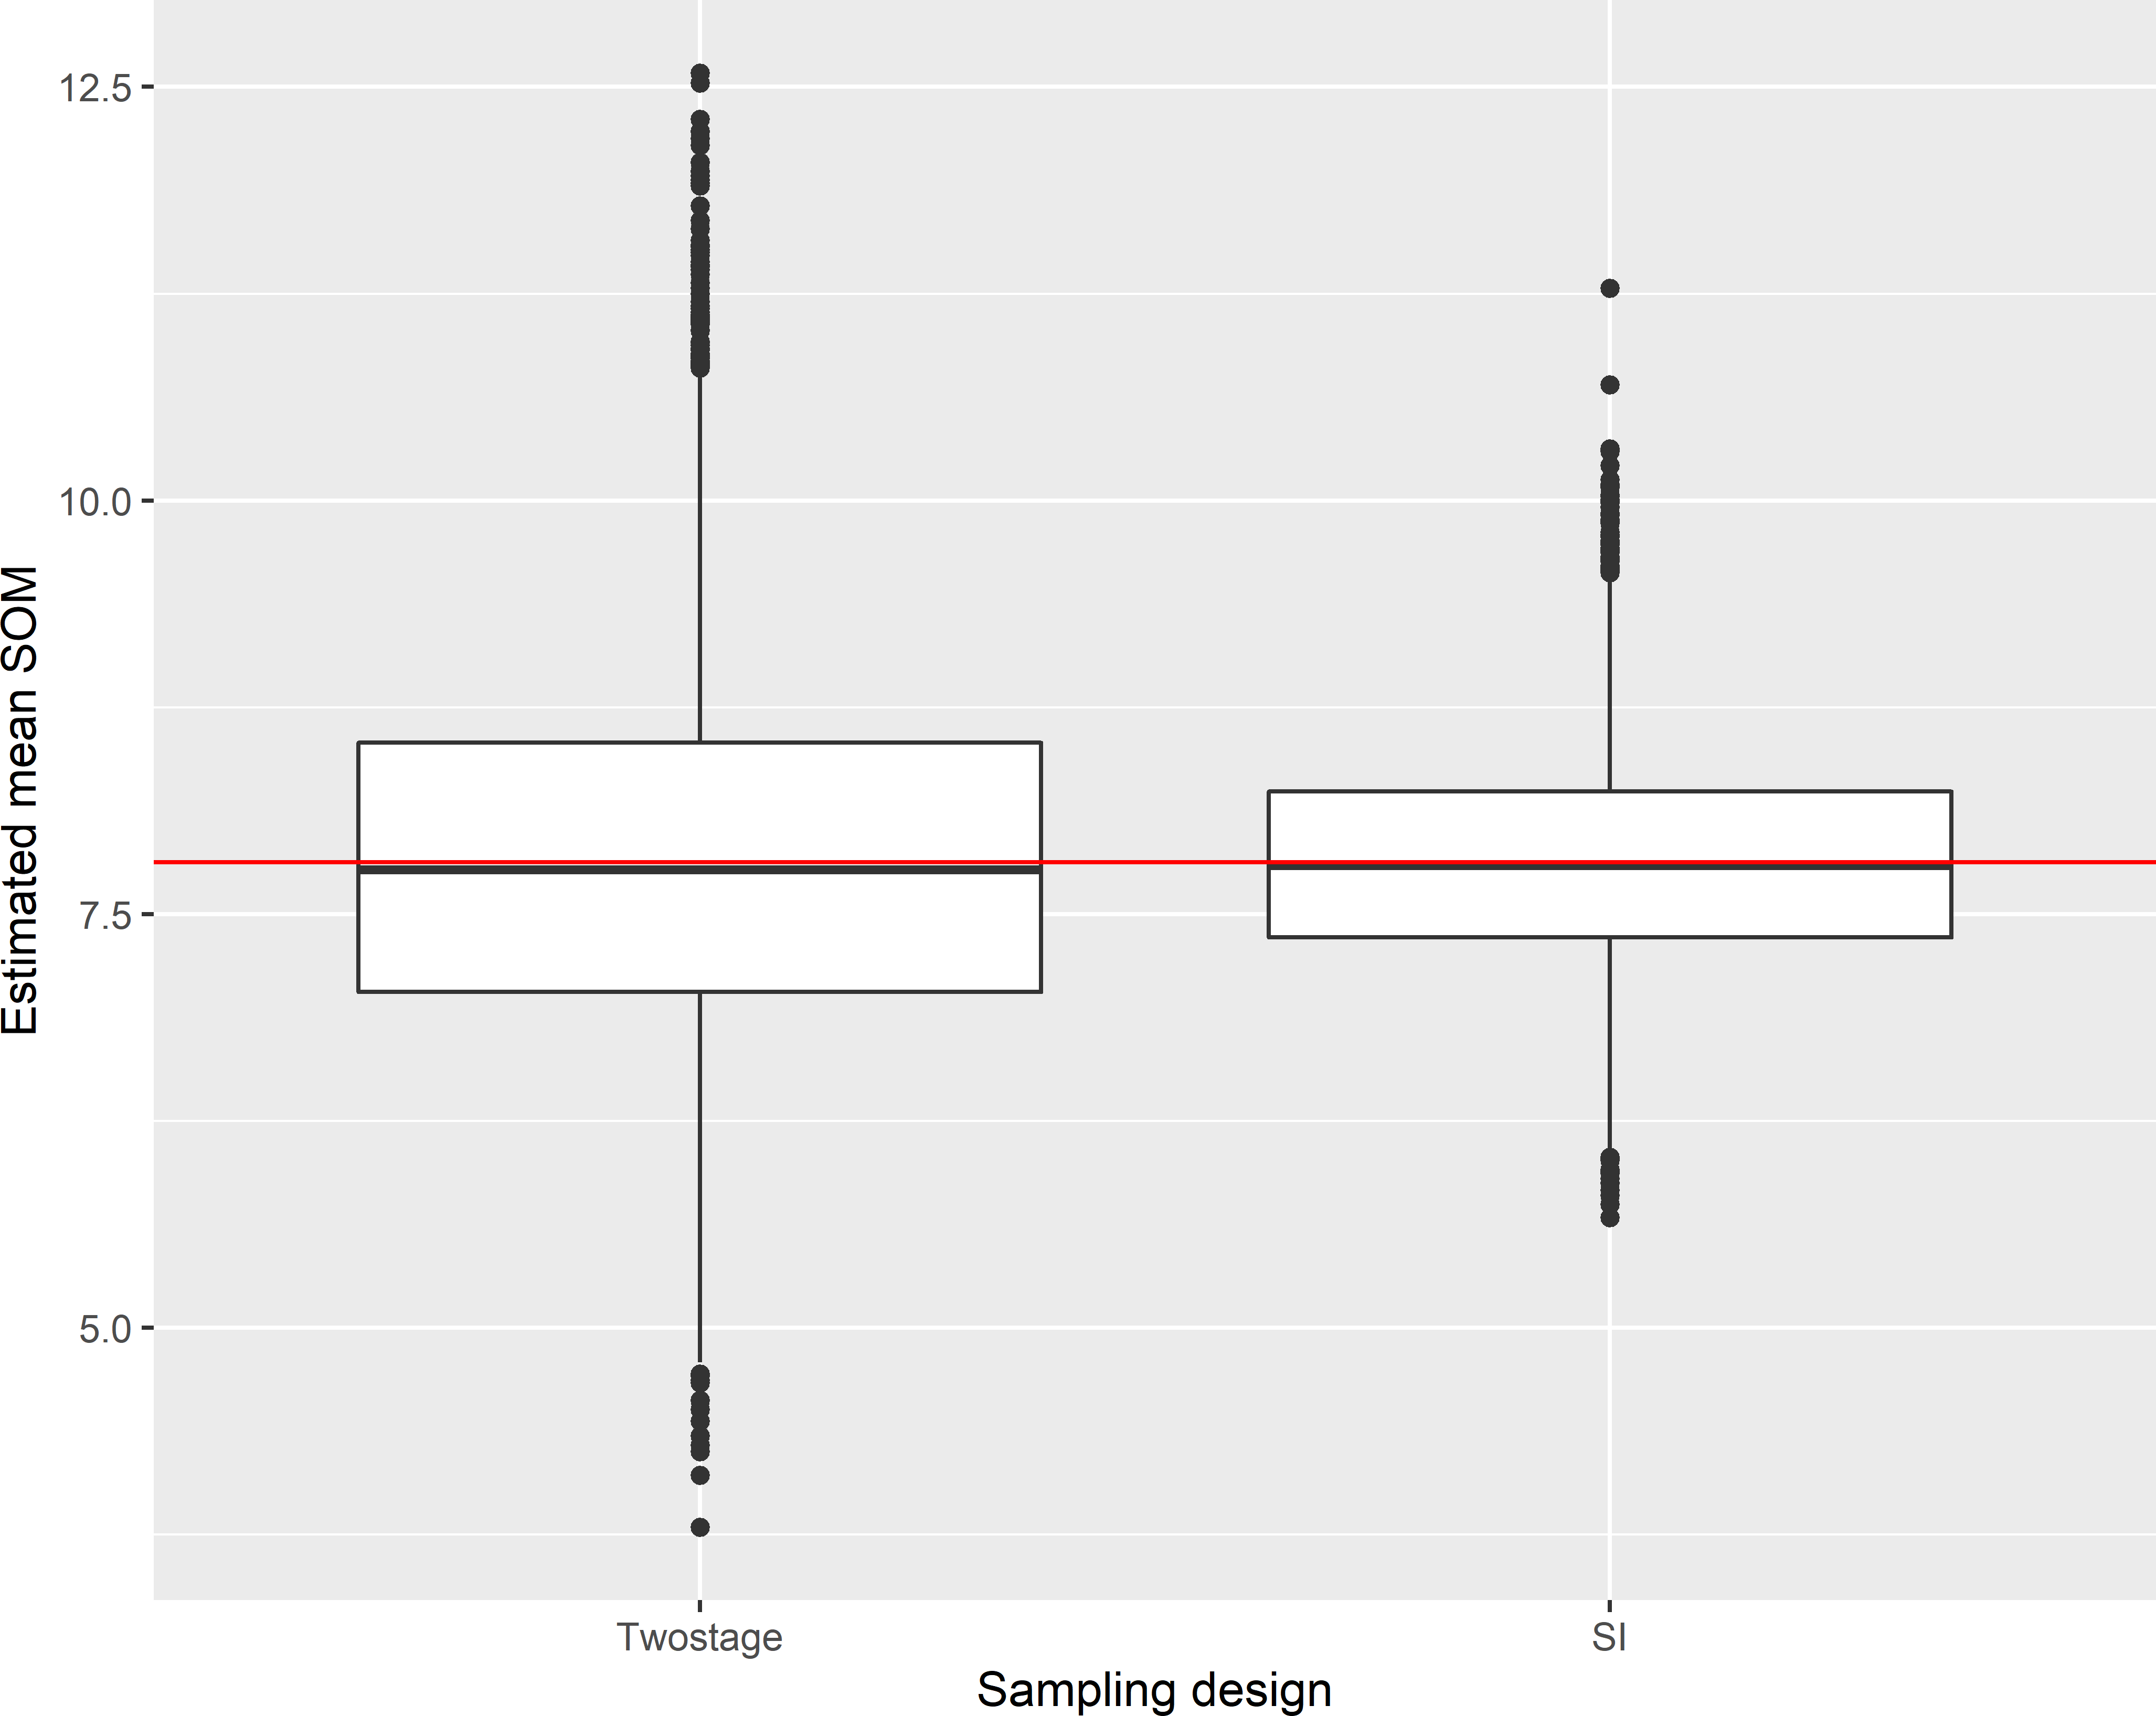 Estimated mean SOM
12.5
10.0
7.5
5.0
Twostage
SI
Sampling design